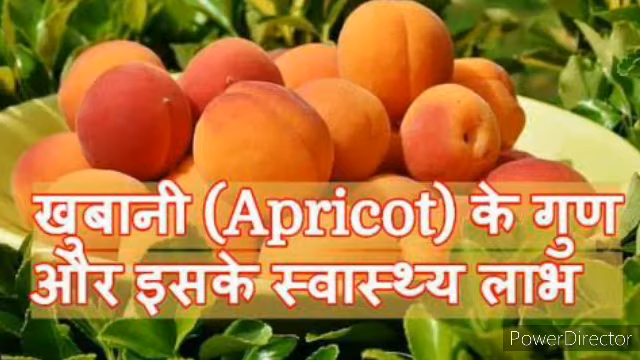 खुबानी (Apricot) के गुण
और इसके स्वास्थ्य लाभ
PowerDirector